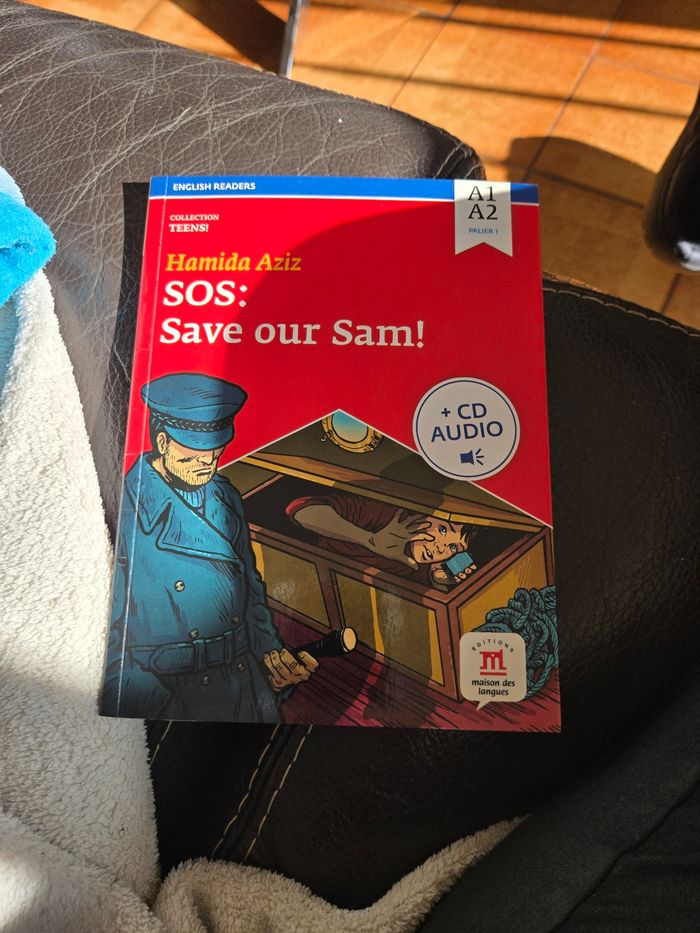 ENGLISH READERS
A1
A2
PALIER 1
COLLECTION
TEENS!
Hamida Aziz
SOS:
Save our Sam!
+ CD
AUDIO
EDITIONS
maison des
langues